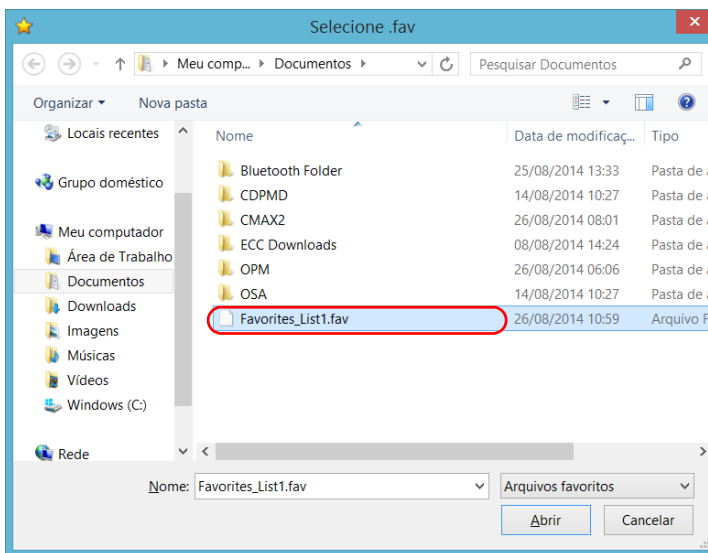 Selecione .fav
Meu comp... Documentos
Pesquisar Documentos
Organizar
Nova pasta
Locais recentes
Grupo doméstico
Meu computador
Área de Trabalho
Documentos
Downloads
Imagens
Músicas
Vídeos
Windows (C:)
Rede
Nome Data de modificaç... Tipo
Bluetooth Folder 25/08/2014 13:33 Pasta de
CDPMD 14/08/2014 10:27 Pasta de
CMAX2 26/08/2014 08:01 Pasta de
ECC Downloads 08/08/2014 14:24 Pasta de
OPM 26/08/2014 06:06 Pasta de
OSA 14/08/2014 10:27 Pasta de
Favorites_List1.fav 26/08/2014 10:59 Arquivo F
Nome: Favorites_List1.fav
Arquivos favoritos
Abrir
Cancelar